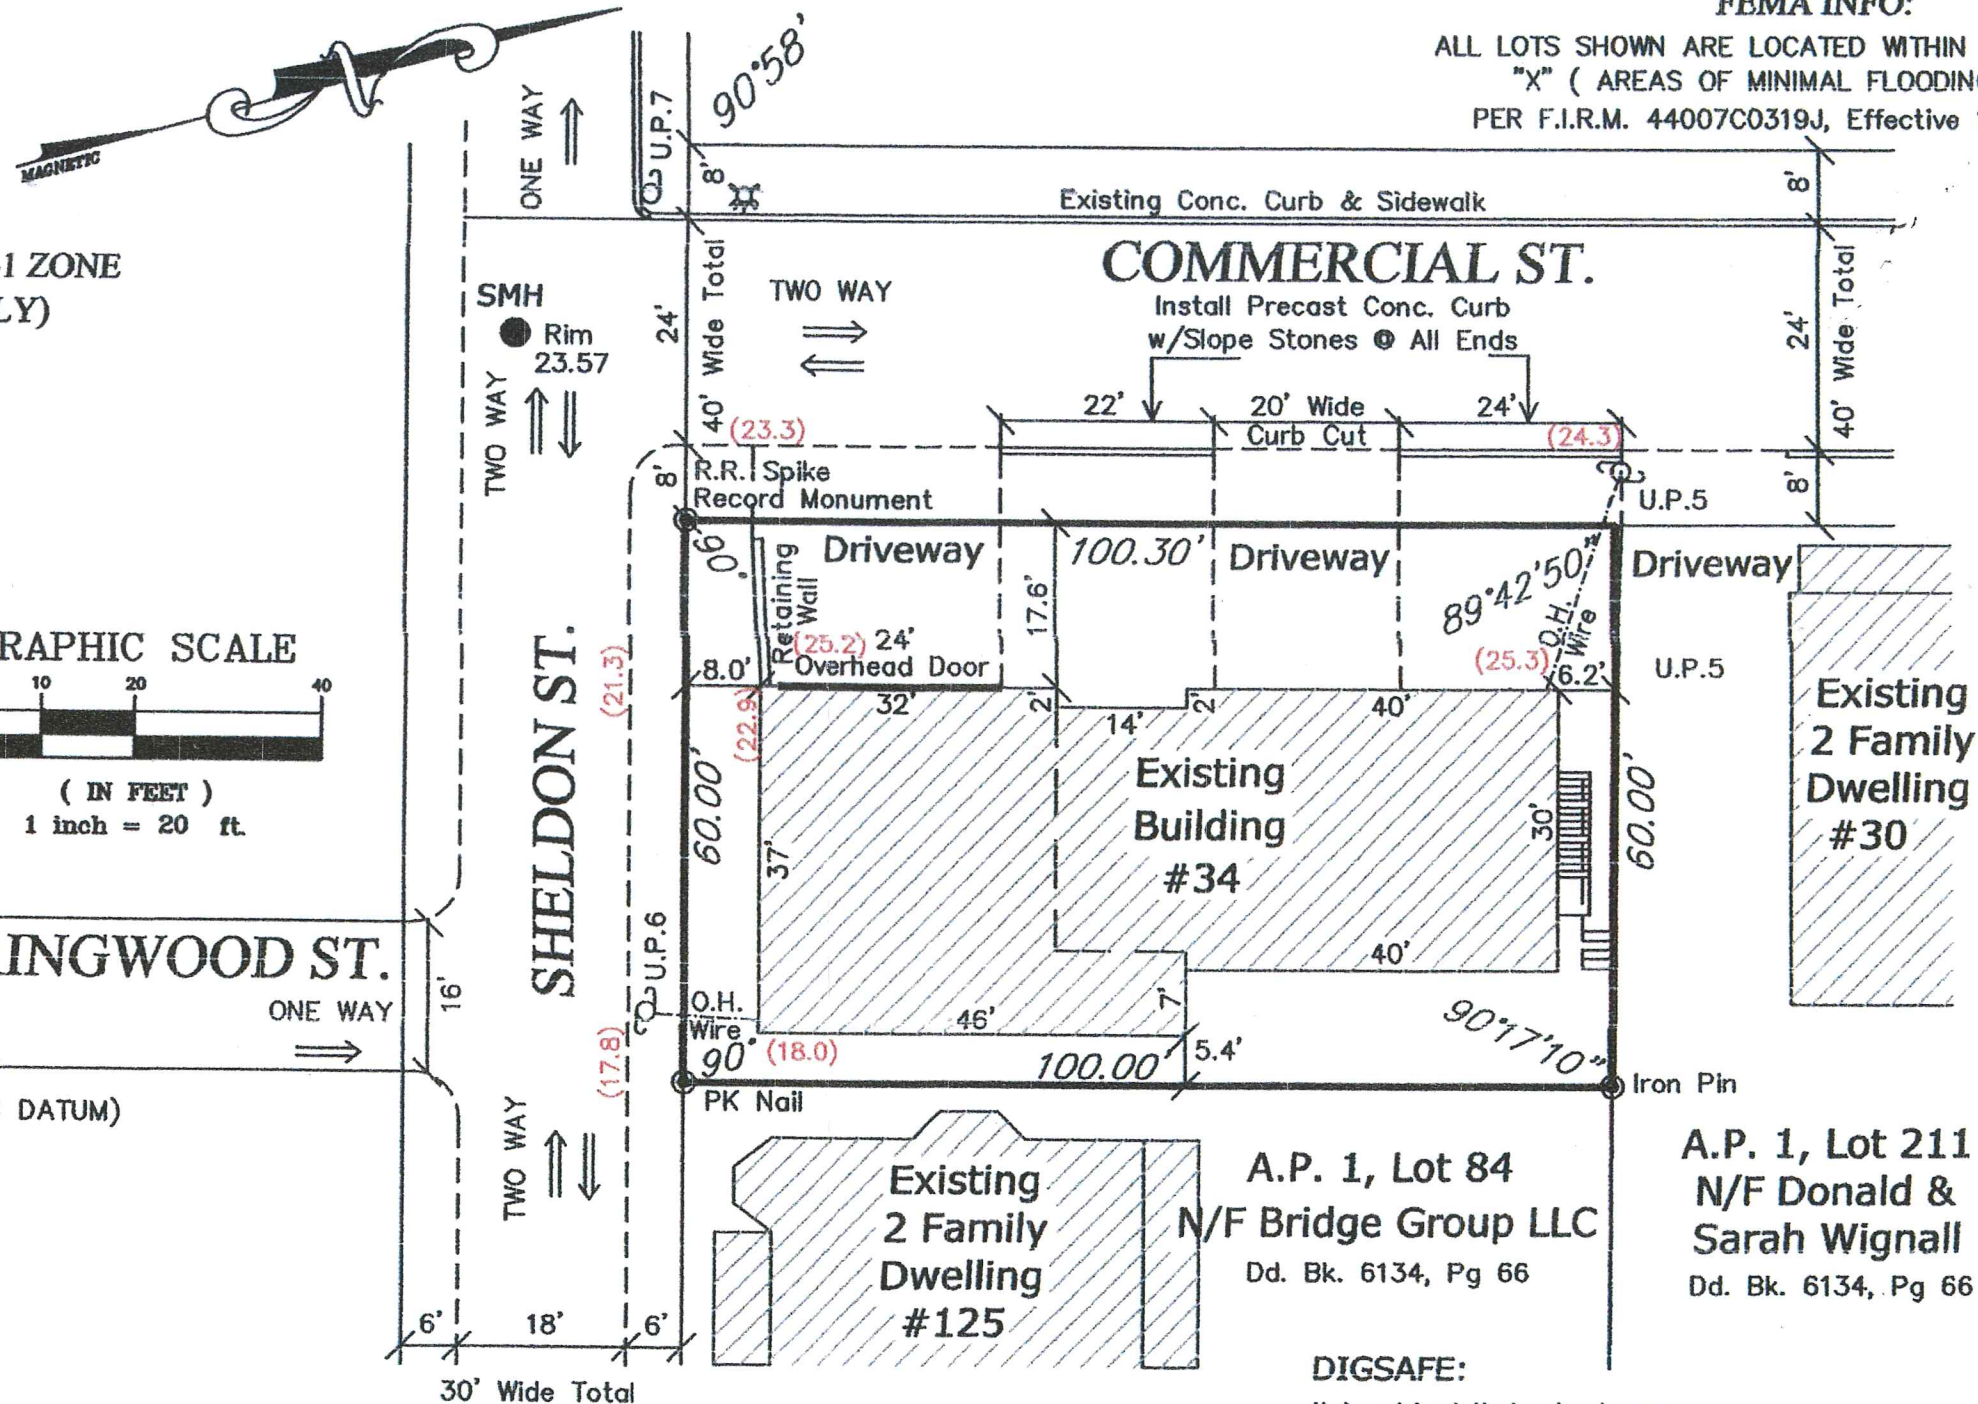 FEMA INFO:
ALL LOTS SHOWN ARE LOCATED WITHIN
"X" ( AREAS OF MINIMAL FLOODING
PER F.I.R.M. 44007C0319J, Effective
MAGNETIC
90°58'
ONE WAY
U.P.7
8'
8'
Existing Conc. Curb & Sidewalk
-1 ZONE
LY)
COMMERCIAL ST.
SMH
Rim
23.57
TWO WAY
24'
40' Wide Total
TWO WAY
Install Precast Conc. Curb
w/Slope Stones @ All Ends
24'
40' Wide Total
22'
20' Wide
Curb Cut
24'
(23.3)
(24.3)
8'
R.R. Spike
Record Monument
U.P.5
8'
90°
Retaining
Wall
Driveway
100.30'
Driveway
89°42'50"
Driveway
17.6'
O.H.
Wire
(25.2)
24'
Overhead Door
(25.3)
6.2'
U.P.5
8.0'
32'
2'
14'
2'
40'
(22.9)
(21.3)
SHELDON ST.
RAPHIC SCALE
10
20
40
( IN FEET )
1 inch = 20 ft.
60.00'
37'
Existing
Building
#34
30'
60.00'
Existing
2 Family
Dwelling
#30
LINGWOOD ST.
ONE WAY
16'
U.P.6
O.H.
Wire
40'
46'
7'
90°17'10"
90°
(18.0)
(17.8)
100.00'
5.4'
Iron Pin
PK Nail
DATUM)
TWO WAY
Existing
2 Family
Dwelling
#125
A.P. 1, Lot 84
N/F Bridge Group LLC
Dd. Bk. 6134, Pg 66
A.P. 1, Lot 211
N/F Donald &
Sarah Wignall
Dd. Bk. 6134, Pg 66
6'
18'
6'
30' Wide Total
DIGSAFE: